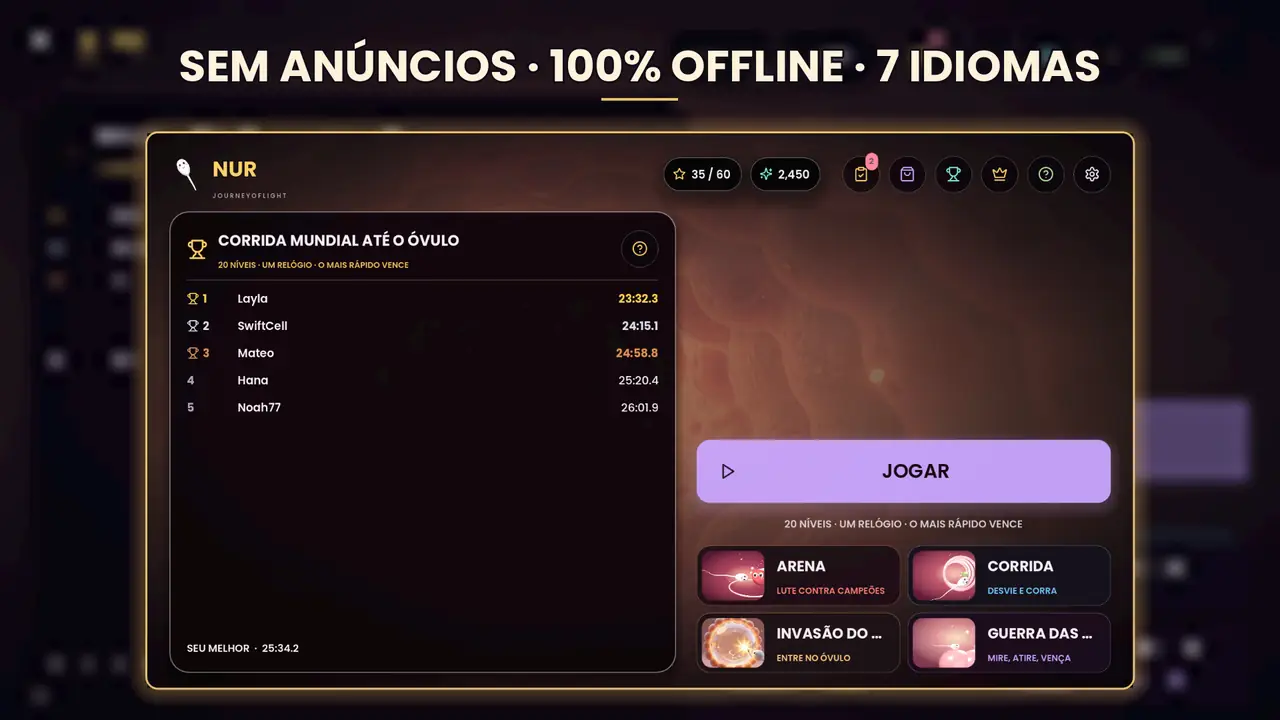 SEM ANÚNCIOS · 100% OFFLINE · 7 IDIOMAS
NUR
JOURNEYOFLIGHT
35 / 60
2,450
2
CORRIDA MUNDIAL ATÉ O ÓVULO
20 NÍVEIS · UM RELÓGIO · O MAIS RÁPIDO VENCE
1 Layla 23:32.3
2 SwiftCell 24:15.1
3 Mateo 24:58.8
4 Hana 25:20.4
5 Noah77 26:01.9
SEU MELHOR · 25:34.2
JOGAR
20 NÍVEIS · UM RELÓGIO · O MAIS RÁPIDO VENCE
ARENA
LUTE CONTRA CAMPEÕES
CORRIDA
DESVIE E CORRA
INVASÃO DO ...
ENTRE NO ÓVULO
GUERRA DAS ...
MIRE, ATIRE, VENÇA